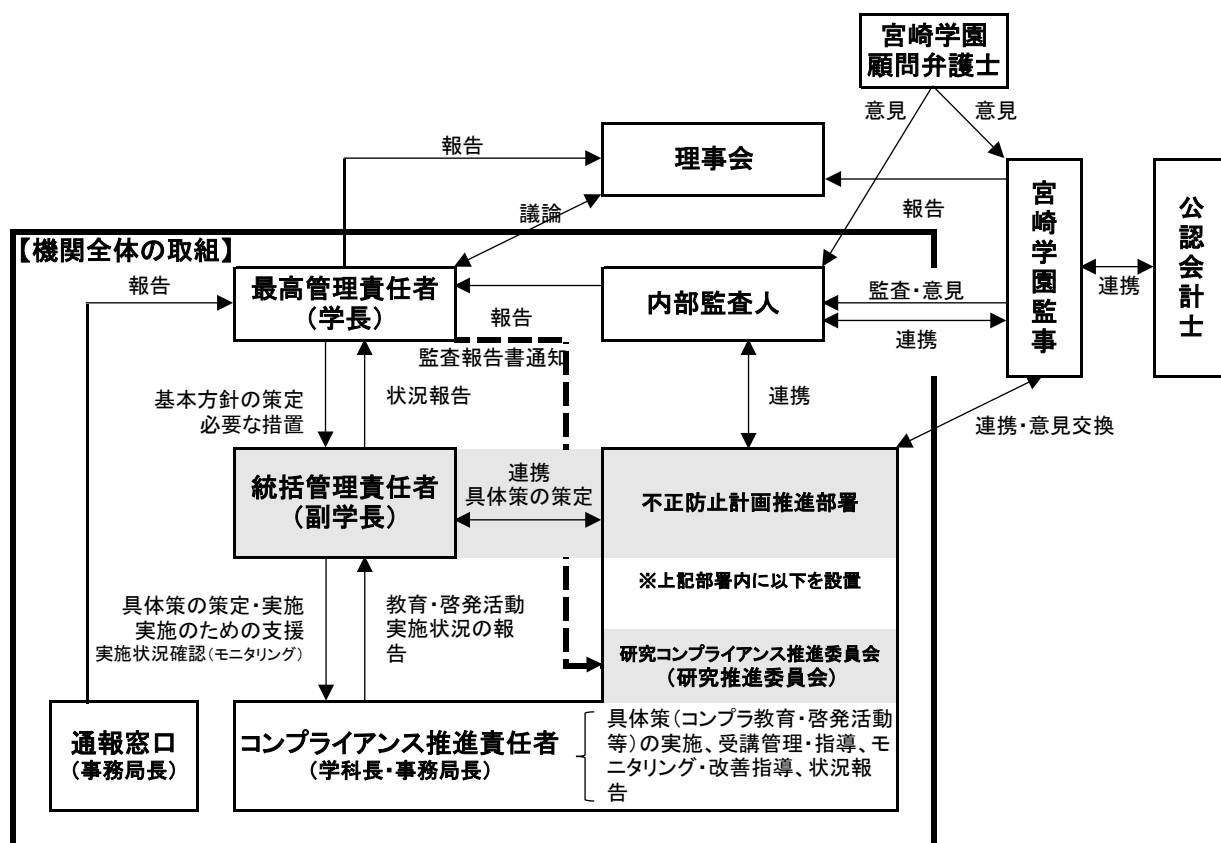 宮崎学園
顧問弁護士
意見
意見
報告
理事会
宮崎学園監事
公認会計士
議論
報告
連携
【機関全体の取組】
報告
最高管理責任者
(学長)
報告
内部監査人
監査・意見
連携
監査報告書通知
基本方針の策定
必要な措置
状況報告
連携
連携・意見交換
統括管理責任者
(副学長)
連携
具体策の策定
不正防止計画推進部署
※上記部署内に以下を設置
具体策の策定・実施
実施のための支援
実施状況確認(モニタリング)
教育・啓発活動
実施状況の報
告
研究コンプライアンス推進委員会
(研究推進委員会)
通報窓口
(事務局長)
コンプライアンス推進責任者
(学科長・事務局長)
具体策(コンプラ教育・啓発活動
等)の実施、受講管理・指導、モ
ニタリング・改善指導、状況報
告